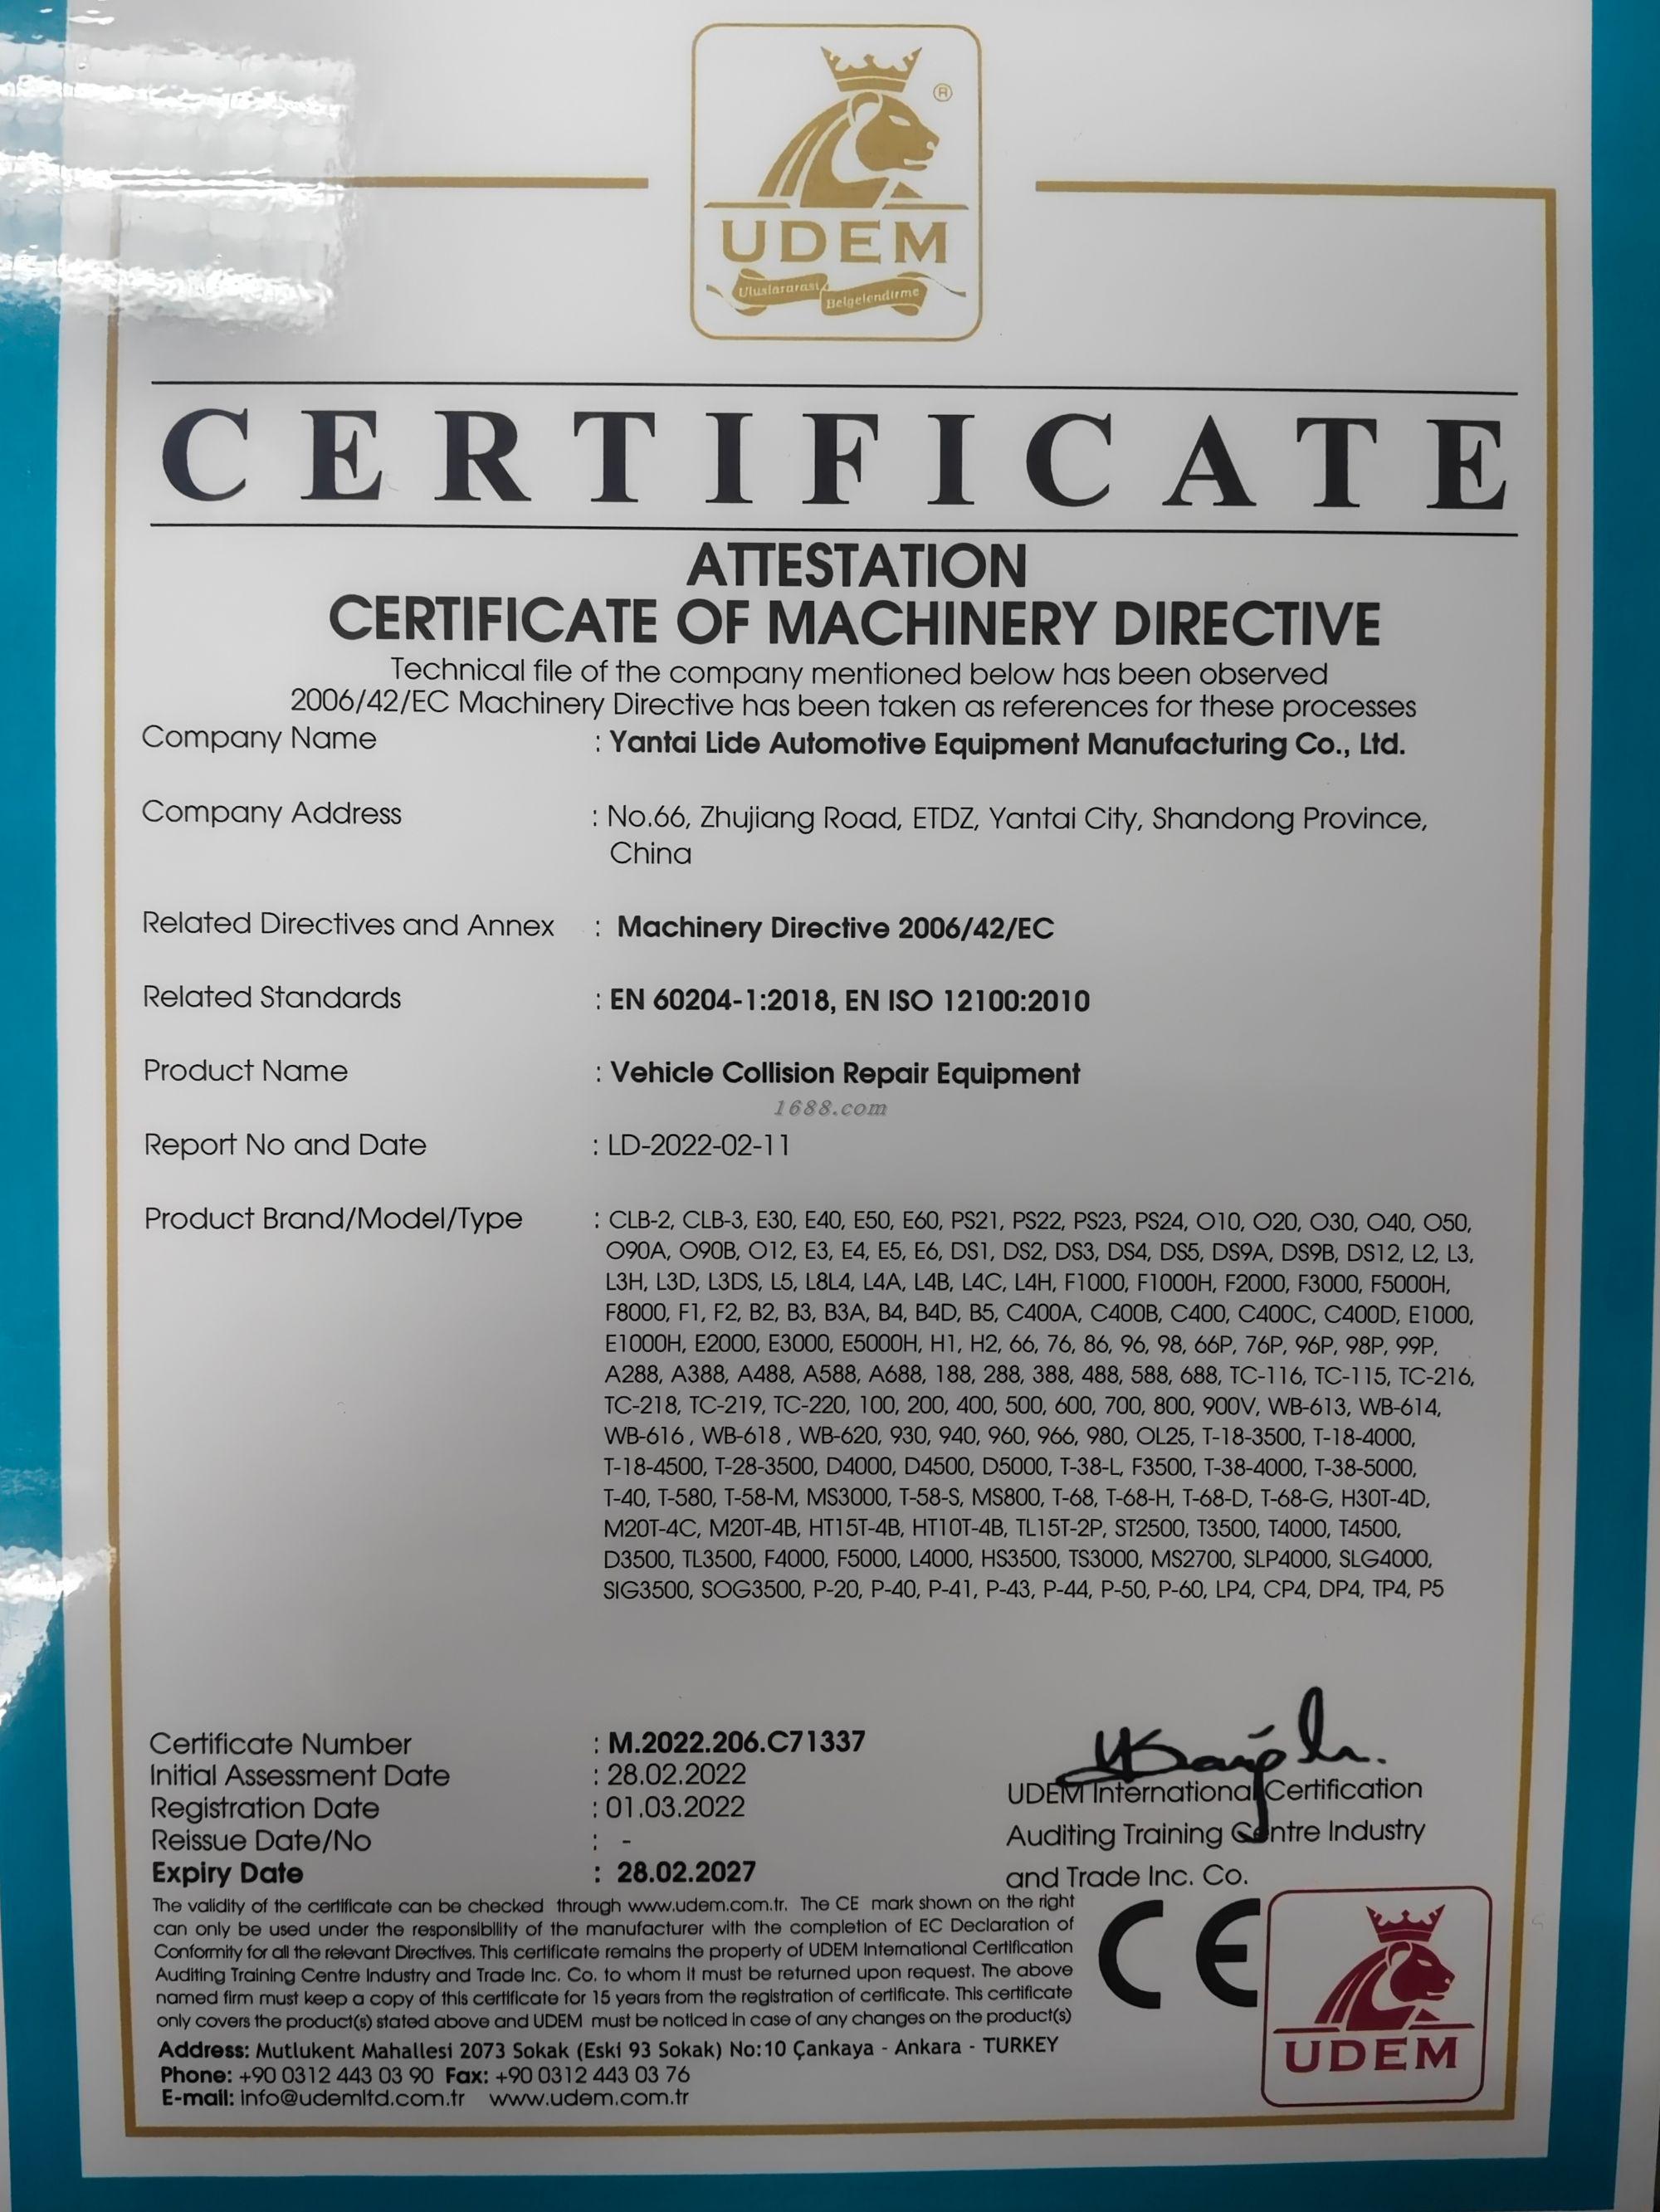 ®
UDEM
Uluslararası Belgelendirme
CERTIFICATE
ATTESTATION
CERTIFICATE OF MACHINERY DIRECTIVE
Technical file of the company mentioned below has been observed
2006/42/EC Machinery Directive has been taken as references for these processes
Company Name : Yantai Lide Automotive Equipment Manufacturing Co., Ltd.
Company Address : No.66, Zhujiang Road, ETDZ, Yantai City, Shandong Province,
China
Related Directives and Annex : Machinery Directive 2006/42/EC
Related Standards : EN 60204-1:2018, EN ISO 12100:2010
Product Name : Vehicle Collision Repair Equipment
1688.com
Report No and Date : LD-2022-02-11
Product Brand/Model/Type : CLB-2, CLB-3, E30, E40, E50, E60, PS21, PS22, PS23, PS24, O10, O20, O30, O40, O50,
O90A, O90B, O12, E3, E4, E5, E6, DS1, DS2, DS3, DS4, DS5, DS9A, DS9B, DS12, L2, L3,
L3H, L3D, L3DS, L5, L8L4, L4A, L4B, L4C, L4H, F1000, F1000H, F2000, F3000, F5000H,
F8000, F1, F2, B2, B3, B3A, B4, B4D, B5, C400A, C400B, C400, C400C, C400D, E1000,
E1000H, E2000, E3000, E5000H, H1, H2, 66, 76, 86, 96, 98, 66P, 76P, 96P, 98P, 99P,
A288, A388, A488, A588, A688, 188, 288, 388, 488, 588, 688, TC-116, TC-115, TC-216,
TC-218, TC-219, TC-220, 100, 200, 400, 500, 600, 700, 800, 900V, WB-613, WB-614,
WB-616 , WB-618 , WB-620, 930, 940, 960, 966, 980, OL25, T-18-3500, T-18-4000,
T-18-4500, T-28-3500, D4000, D4500, D5000, T-38-L, F3500, T-38-4000, T-38-5000,
T-40, T-580, T-58-M, MS3000, T-58-S, MS800, T-68, T-68-H, T-68-D, T-68-G, H30T-4D,
M20T-4C, M20T-4B, HT15T-4B, HT10T-4B, TL15T-2P, ST2500, T3500, T4000, T4500,
D3500, TL3500, F4000, F5000, L4000, HS3500, TS3000, MS2700, SLP4000, SLG4000,
SIG3500, SOG3500, P-20, P-40, P-41, P-43, P-44, P-50, P-60, LP4, CP4, DP4, TP4, P5
Certificate Number : M.2022.206.C71337
Initial Assessment Date : 28.02.2022
Registration Date : 01.03.2022
Reissue Date/No : -
Expiry Date : 28.02.2027
UDEM International Certification
Auditing Training Centre Industry
and Trade Inc. Co.
The validity of the certificate can be checked through www.udem.com.tr. The CE mark shown on the right
can only be used under the responsibility of the manufacturer with the completion of EC Declaration of
Conformity for all the relevant Directives. This certificate remains the property of UDEM International Certification
Auditing Training Centre Industry and Trade Inc. Co. to whom it must be returned upon request. The above
named firm must keep a copy of this certificate for 15 years from the registration of certificate. This certificate
only covers the product(s) stated above and UDEM must be noticed in case of any changes on the product(s)
Address: Mutlukent Mahallesi 2073 Sokak (Eski 93 Sokak) No:10 Çankaya - Ankara - TURKEY
Phone: +90 0312 443 03 90 Fax: +90 0312 443 03 76
E-mail: info@udemltd.com.tr www.udem.com.tr
CE
UDEM